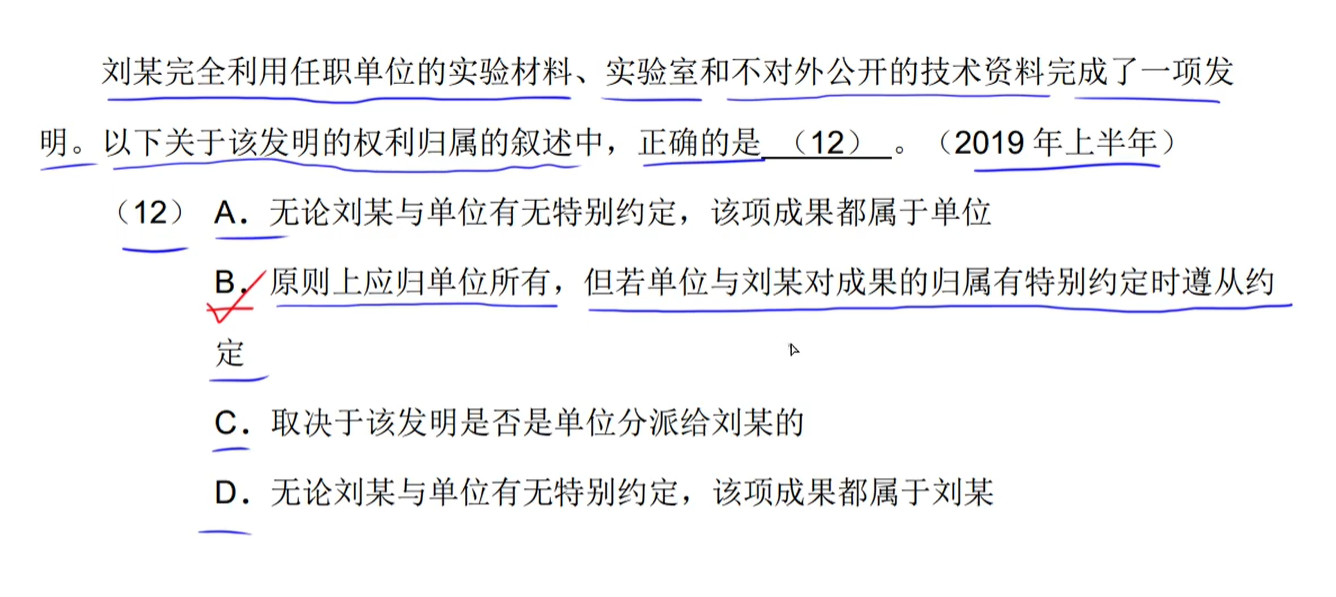 刘某完全利用任职单位的实验材料、实验室和不对外公开的技术资料完成了一项发
明。以下关于该发明的权利归属的叙述中，正确的是 （12） 。（2019 年上半年）
（12） A．无论刘某与单位有无特别约定，该项成果都属于单位
B．原则上应归单位所有，但若单位与刘某对成果的归属有特别约定时遵从约
定
C．取决于该发明是否是单位分派给刘某的
D．无论刘某与单位有无特别约定，该项成果都属于刘某